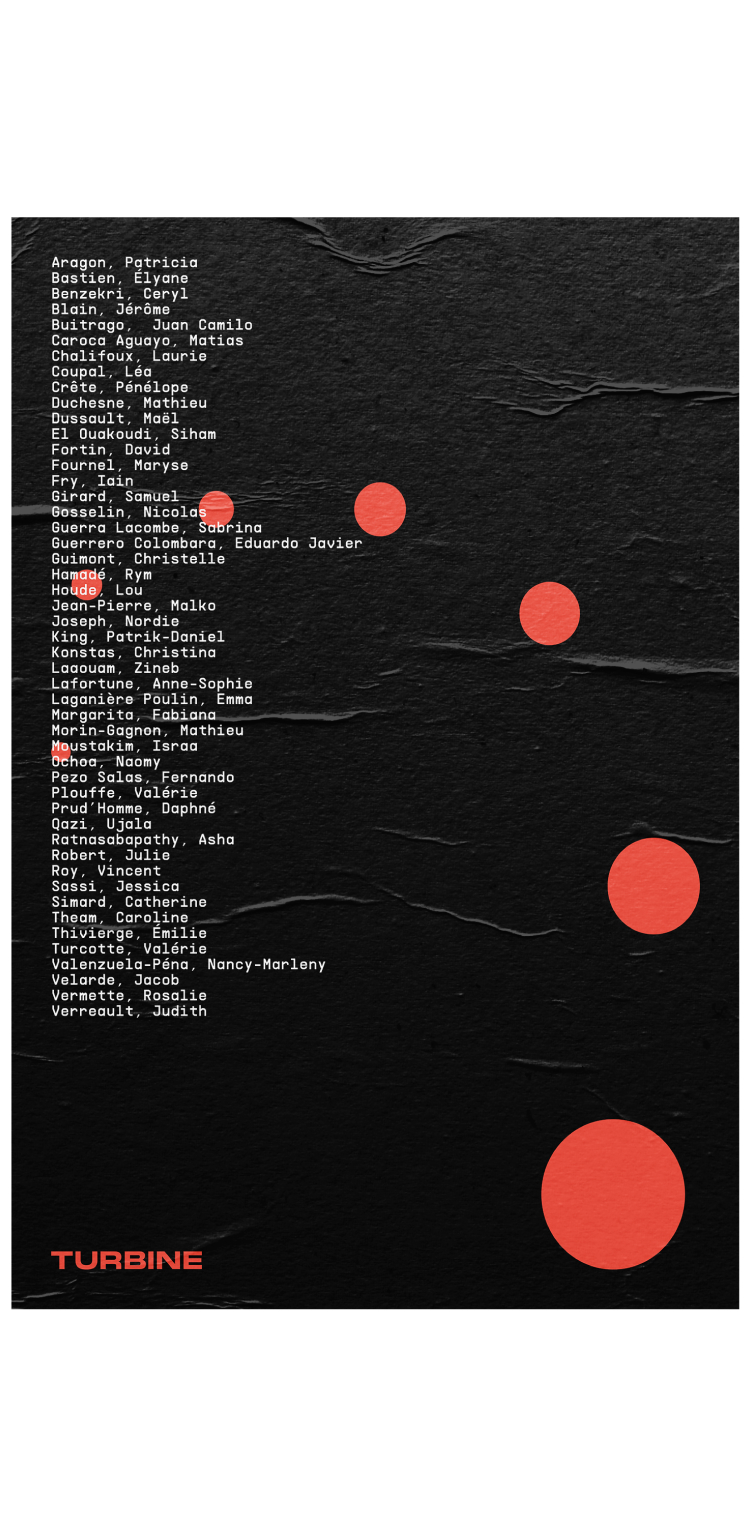 Aragon, Patricia
Bastien, Élyane
Benzekri, Ceryl
Blain, Jérôme
Buitrago,  Juan Camilo
Caroca Aguayo, Matias
Chalifoux, Laurie
Coupal, Léa
Crête, Pénélope
Duchesne, Mathieu
Dussault, Maël
El Ouakoudi, Siham
Fortin, David
Fournel, Maryse
Fry, Iain
Girard, Samuel
Gosselin, Nicolas
Guerra Lacombe, Sabrina
Guerrero Colombara, Eduardo Javier
Guimont, Christelle
Hamadé, Rym
Houde, Lou
Jean-Pierre, Malko
Joseph, Nordie
King, Patrik-Daniel
Konstas, Christina
Laaouam, Zineb
Lafortune, Anne-Sophie
Laganière Poulin, Emma
Margarita, Fabiana
Morin-Gagnon, Mathieu
Moustakim, Israa
Ochoa, Naomy
Pezo Salas, Fernando
Plouffe, Valérie
Prud'Homme, Daphné
Qazi, Ujala
Ratnasabapathy, Asha
Robert, Julie
Roy, Vincent
Sassi, Jessica
Simard, Catherine
Theam, Caroline
Thivierge, Émilie
Turcotte, Valérie
Valenzuela-Péna, Nancy-Marleny
Velarde, Jacob
Vermette, Rosalie
Verreault, Judith
TURBINE